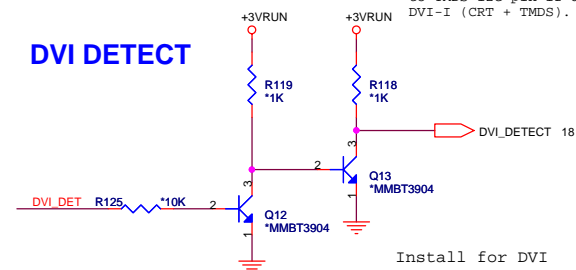 DVI-I (CRT + TMDS).
+3VRUN
+3VRUN
DVI DETECT
R119
*1K
R118
*1K
3
DVI_DETECT 18
2
Q13
*MMBT3904
1
DVI_DET
R125
*10K
2
3
Q12
*MMBT3904
1
Install for DVI